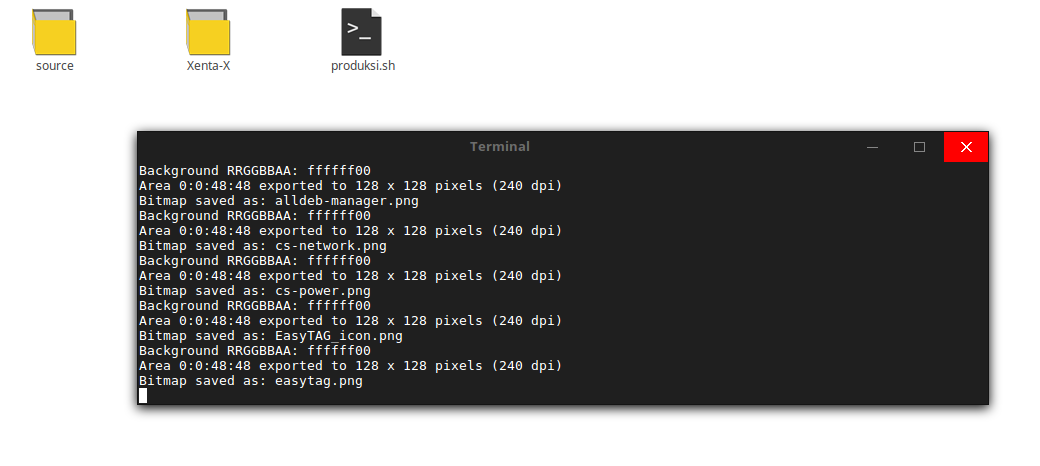 source
Xenta-X
>_
produksi.sh
Terminal
Background RRGGBBAA: ffffff00
Area 0:0:48:48 exported to 128 x 128 pixels (240 dpi)
Bitmap saved as: alldeb-manager.png
Background RRGGBBAA: ffffff00
Area 0:0:48:48 exported to 128 x 128 pixels (240 dpi)
Bitmap saved as: cs-network.png
Background RRGGBBAA: ffffff00
Area 0:0:48:48 exported to 128 x 128 pixels (240 dpi)
Bitmap saved as: cs-power.png
Background RRGGBBAA: ffffff00
Area 0:0:48:48 exported to 128 x 128 pixels (240 dpi)
Bitmap saved as: EasyTAG_icon.png
Background RRGGBBAA: ffffff00
Area 0:0:48:48 exported to 128 x 128 pixels (240 dpi)
Bitmap saved as: easytag.png